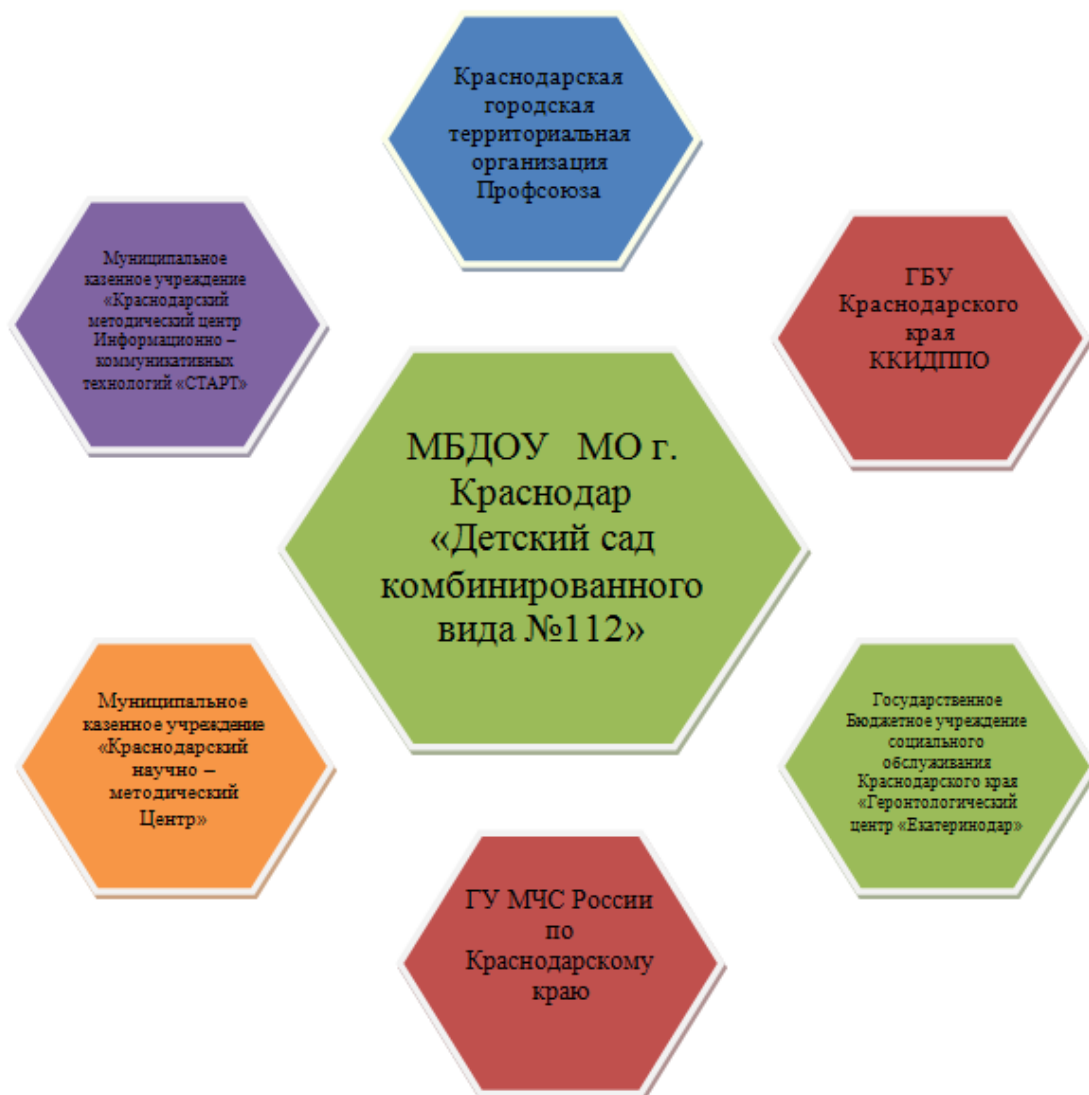 Краснодарская
городская
территориальная
организация
Профсоюза
Муниципальное
казенное учреждение
«Краснодарский
методический центр
Информационно –
коммуникативных
технологий «СТАРТ»
ГБУ
Краснодарского
края
ККИДППО
МБДОУ МО г.
Краснодар
«Детский сад
комбинированного
вида №112»
Муниципальное
казенное учреждение
«Краснодарский
научно –
методический
Центр»
Государственное
Бюджетное учреждение
социального
обслуживания
Краснодарского края
«Геронтологический
центр «Екатеринодар»
ГУ МЧС России
по
Краснодарскому
краю